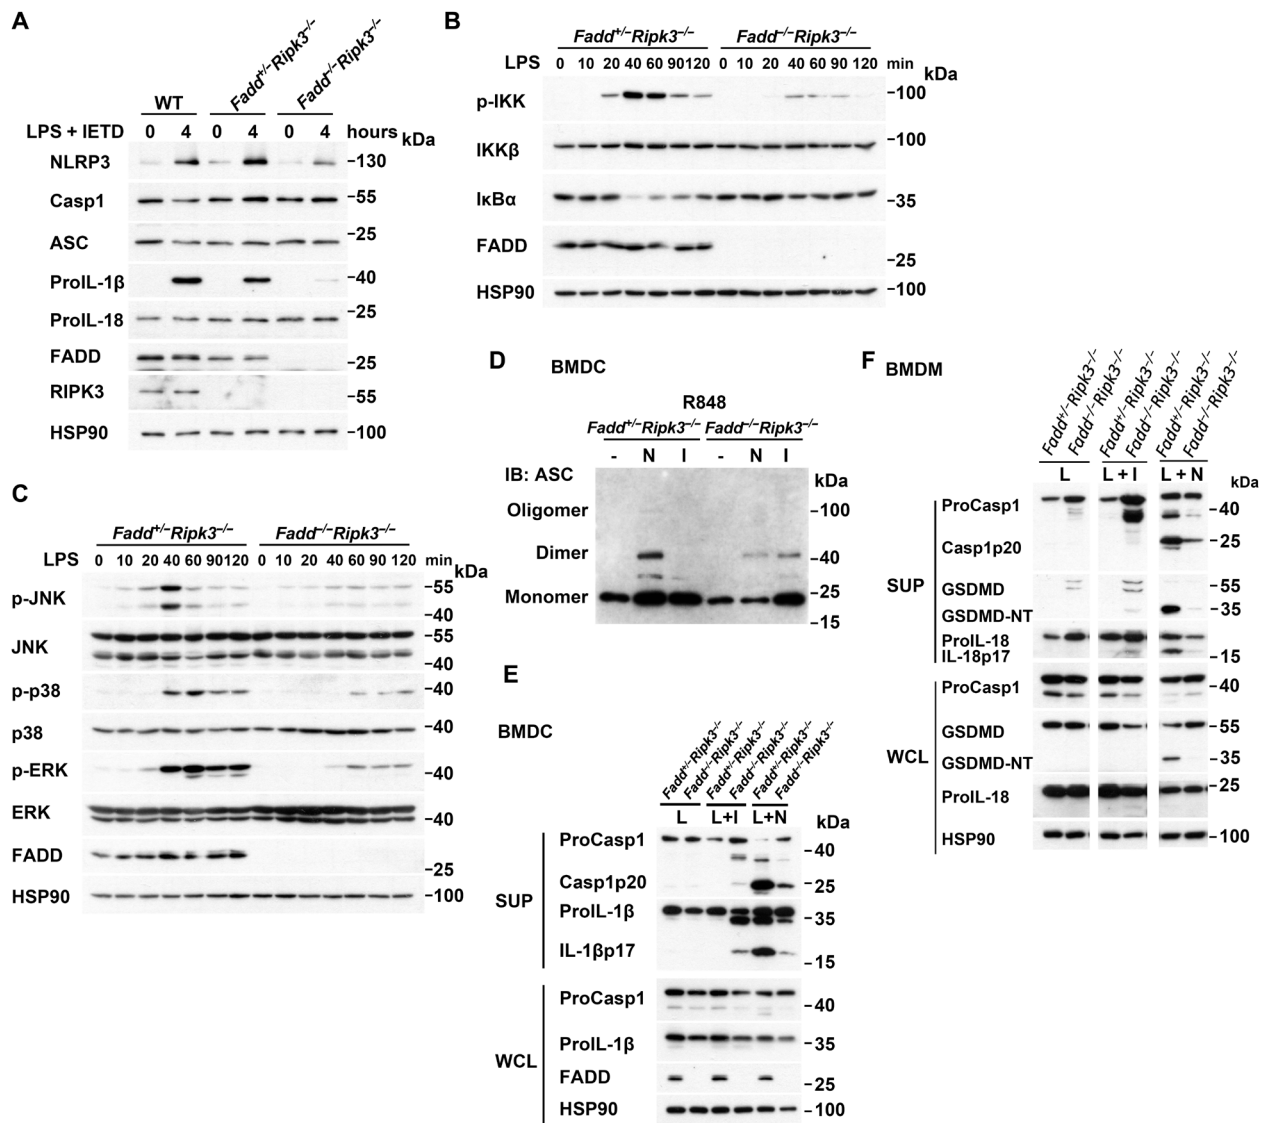 A
WT
Fadd+/–Ripk3–/–
Fadd–/–Ripk3–/–
LPS + IETD 0 4 0 4 0 4 hours kDa
NLRP3 –130
Casp1 –55
ASC –25
ProIL-1β –40
ProIL-18 –25
FADD –25
RIPK3 –55
HSP90 –100
B
Fadd+/–Ripk3–/– Fadd–/–Ripk3–/–
LPS 0 10 20 40 60 90 120 0 10 20 40 60 90 120 min
kDa
p-IKK –100
IKKβ –100
IκBα –35
FADD –25
HSP90 –100
C
Fadd+/–Ripk3–/– Fadd–/–Ripk3–/–
LPS 0 10 20 40 60 90 120 0 10 20 40 60 90 120 min kDa
p-JNK –55 –40
JNK –55 –40
p-p38 –40
p38 –40
p-ERK –40
ERK –40
FADD –25
HSP90 –100
D BMDC
R848
Fadd+/–Ripk3–/– Fadd–/–Ripk3–/–
- N I - N I
IB: ASC kDa
Oligomer –100
Dimer –40
Monomer –25
–15
E
BMDC
Fadd+/–Ripk3–/– Fadd–/–Ripk3–/– Fadd+/–Ripk3–/– Fadd–/–Ripk3–/– Fadd+/–Ripk3–/– Fadd–/–Ripk3–/–
L L+I L+N
kDa
SUP
ProCasp1 –40
Casp1p20 –25
ProIL-1β –35
IL-1βp17 –15
WCL
ProCasp1 –40
ProIL-1β –35
FADD –25
HSP90 –100
F BMDM
Fadd+/–Ripk3–/– Fadd–/–Ripk3–/– Fadd+/–Ripk3–/– Fadd–/–Ripk3–/– Fadd+/–Ripk3–/– Fadd–/–Ripk3–/–
L L + I L + N kDa
SUP
ProCasp1 –40
Casp1p20 –25
GSDMD –55
GSDMD-NT –35
ProIL-18
IL-18p17 –15
WCL
ProCasp1 –40
GSDMD –55
GSDMD-NT –35
ProIL-18 –25
HSP90 –100